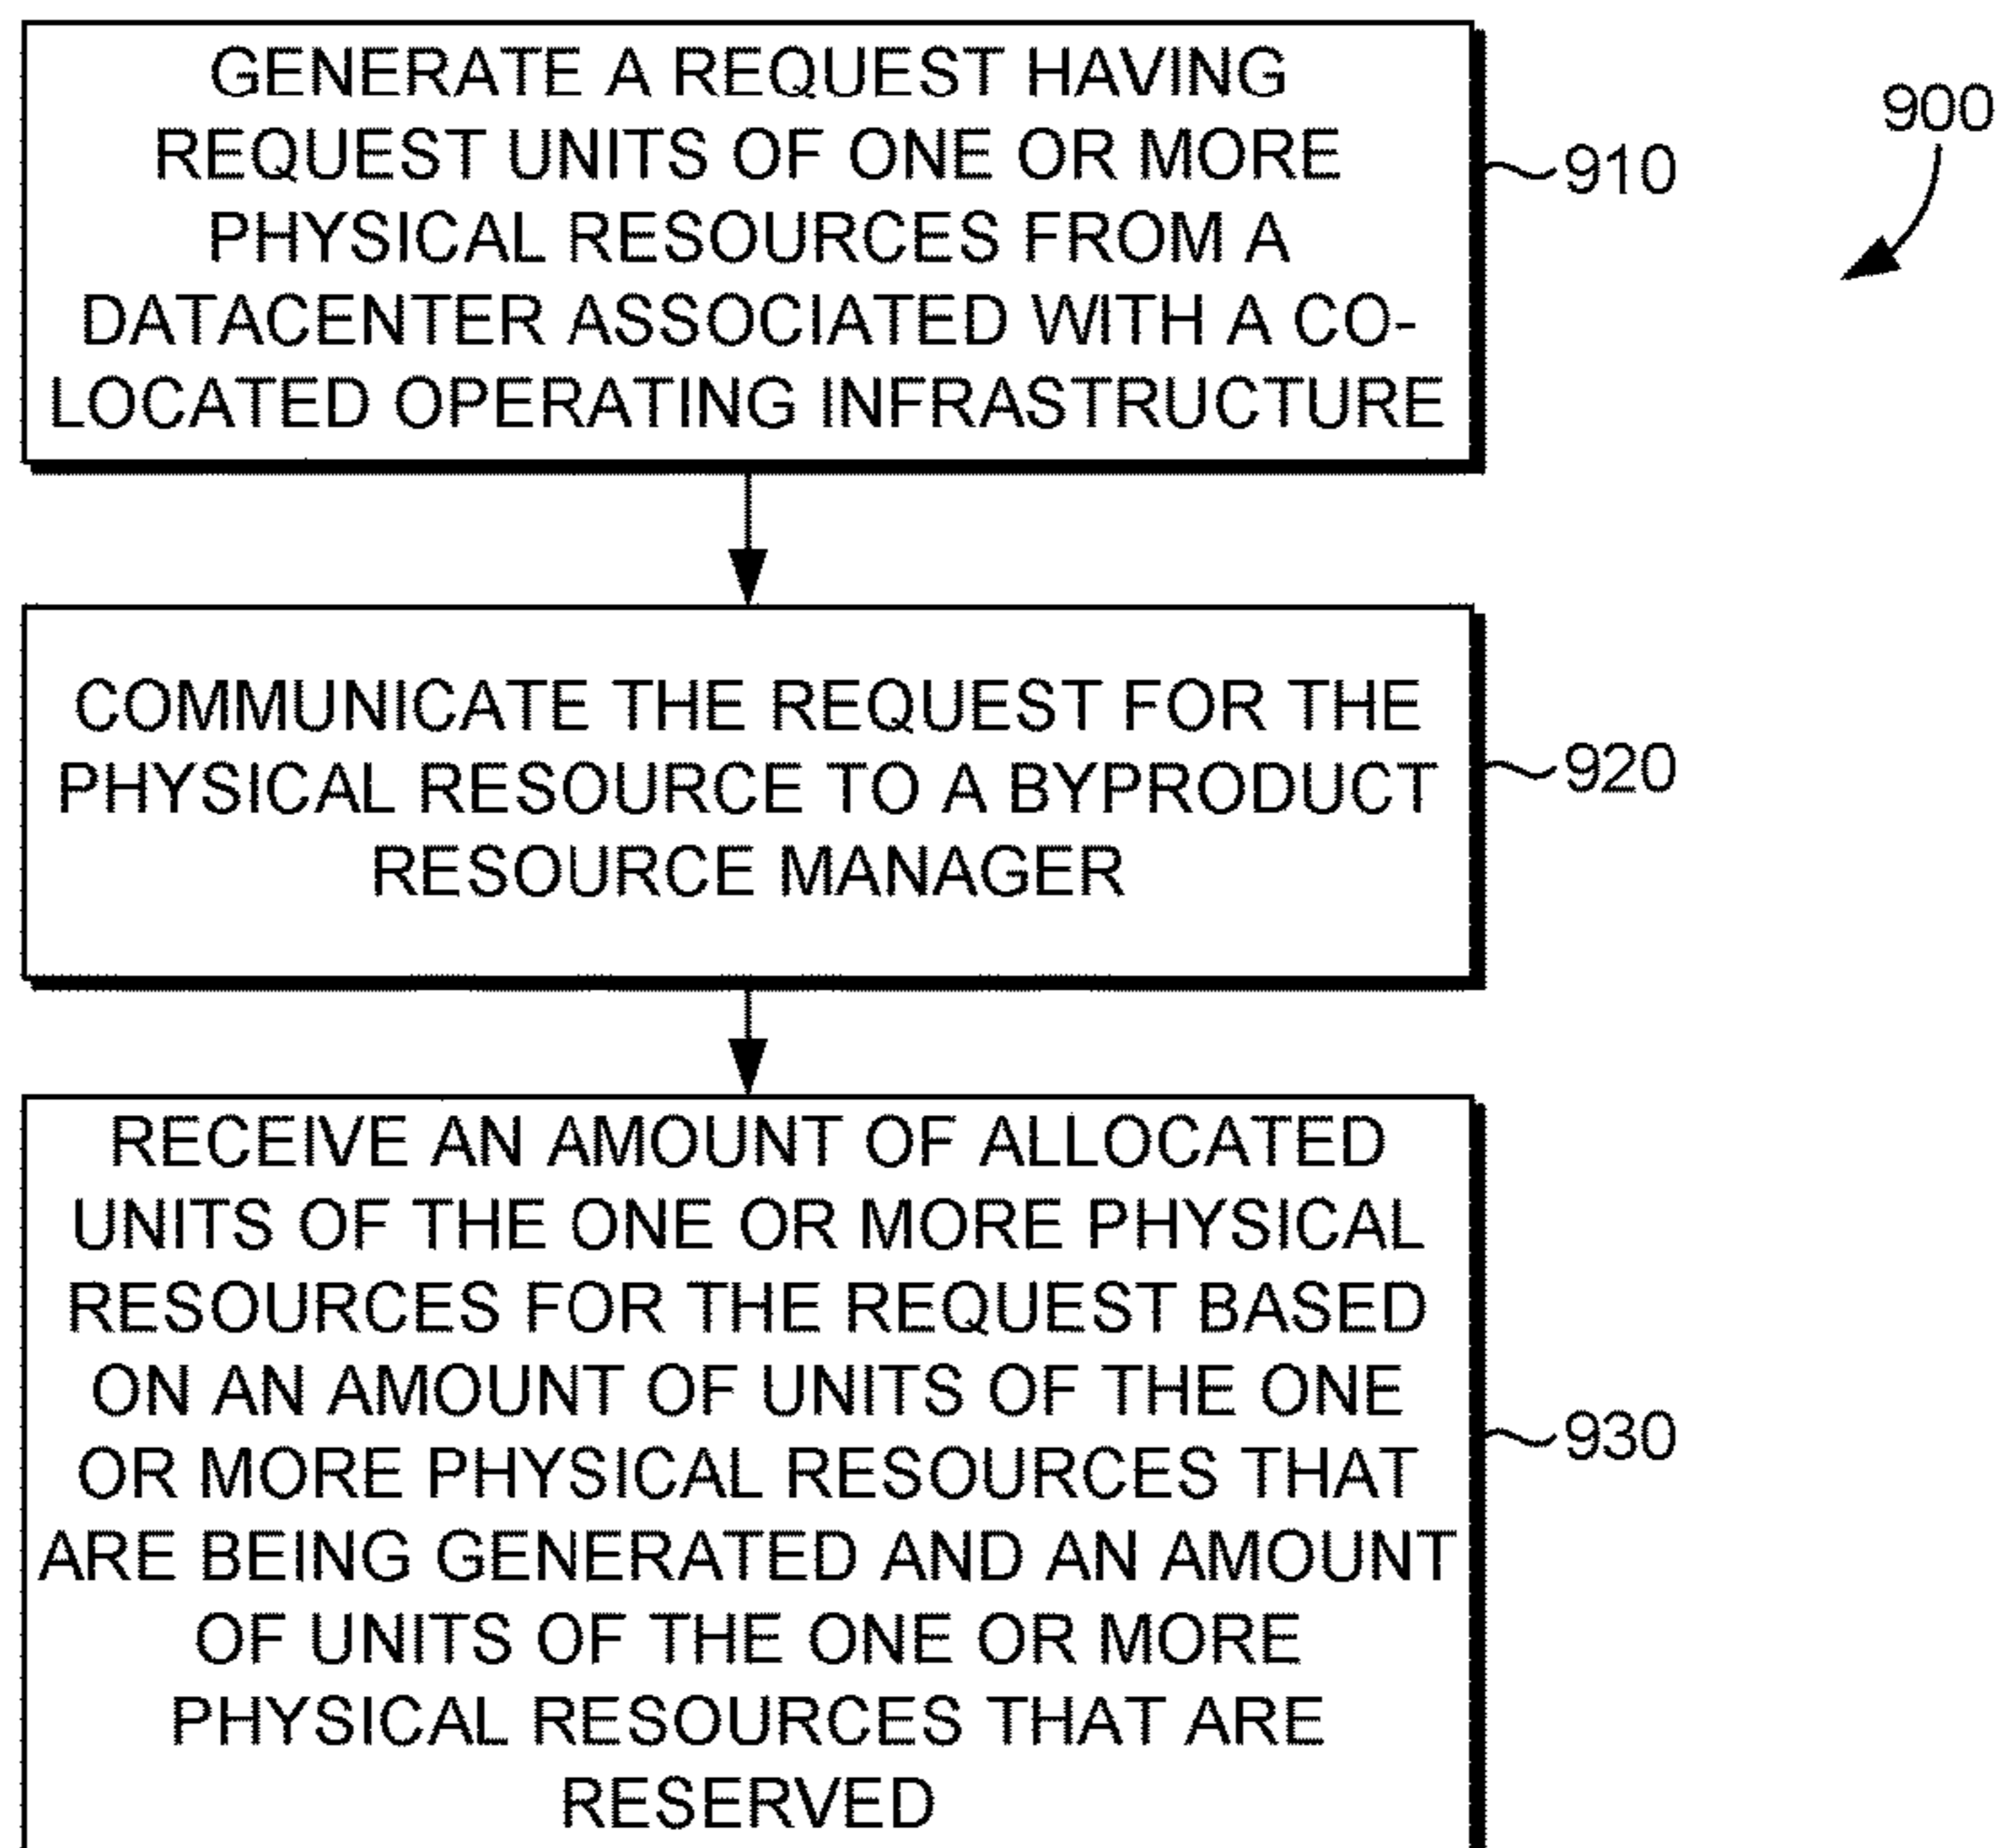 GENERATE A REQUEST HAVING
REQUEST UNITS OF ONE OR MORE
PHYSICAL RESOURCES FROM A
DATACENTER ASSOCIATED WITH A CO-
LOCATED OPERATING INFRASTRUCTURE
910
900
COMMUNICATE THE REQUEST FOR THE
PHYSICAL RESOURCE TO A BYPRODUCT
RESOURCE MANAGER
920
RECEIVE AN AMOUNT OF ALLOCATED
UNITS OF THE ONE OR MORE PHYSICAL
RESOURCES FOR THE REQUEST BASED
ON AN AMOUNT OF UNITS OF THE ONE
OR MORE PHYSICAL RESOURCES THAT
ARE BEING GENERATED AND AN AMOUNT
OF UNITS OF THE ONE OR MORE
PHYSICAL RESOURCES THAT ARE
RESERVED
930